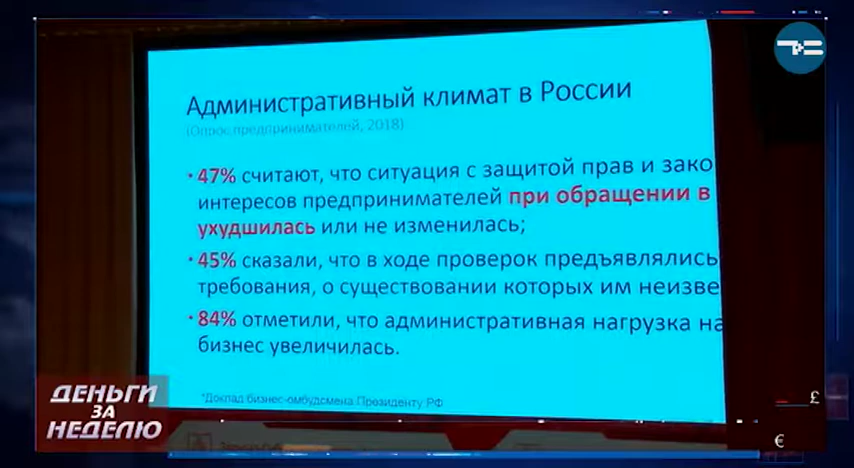 Административный климат в России
(Опрос предпринимателей, 2018)
• 47% считают, что ситуация с защитой прав и зако
интересов предпринимателей при обращении в
ухудшилась или не изменилась;
• 45% сказали, что в ходе проверок предъявлялись
требования, о существовании которых им неизве
• 84% отметили, что административная нагрузка на
бизнес увеличилась.
*Доклад бизнес-омбудсмена Президенту РФ
ДЕНЬГИ
ЗА
НЕДЕЛЮ
£
€